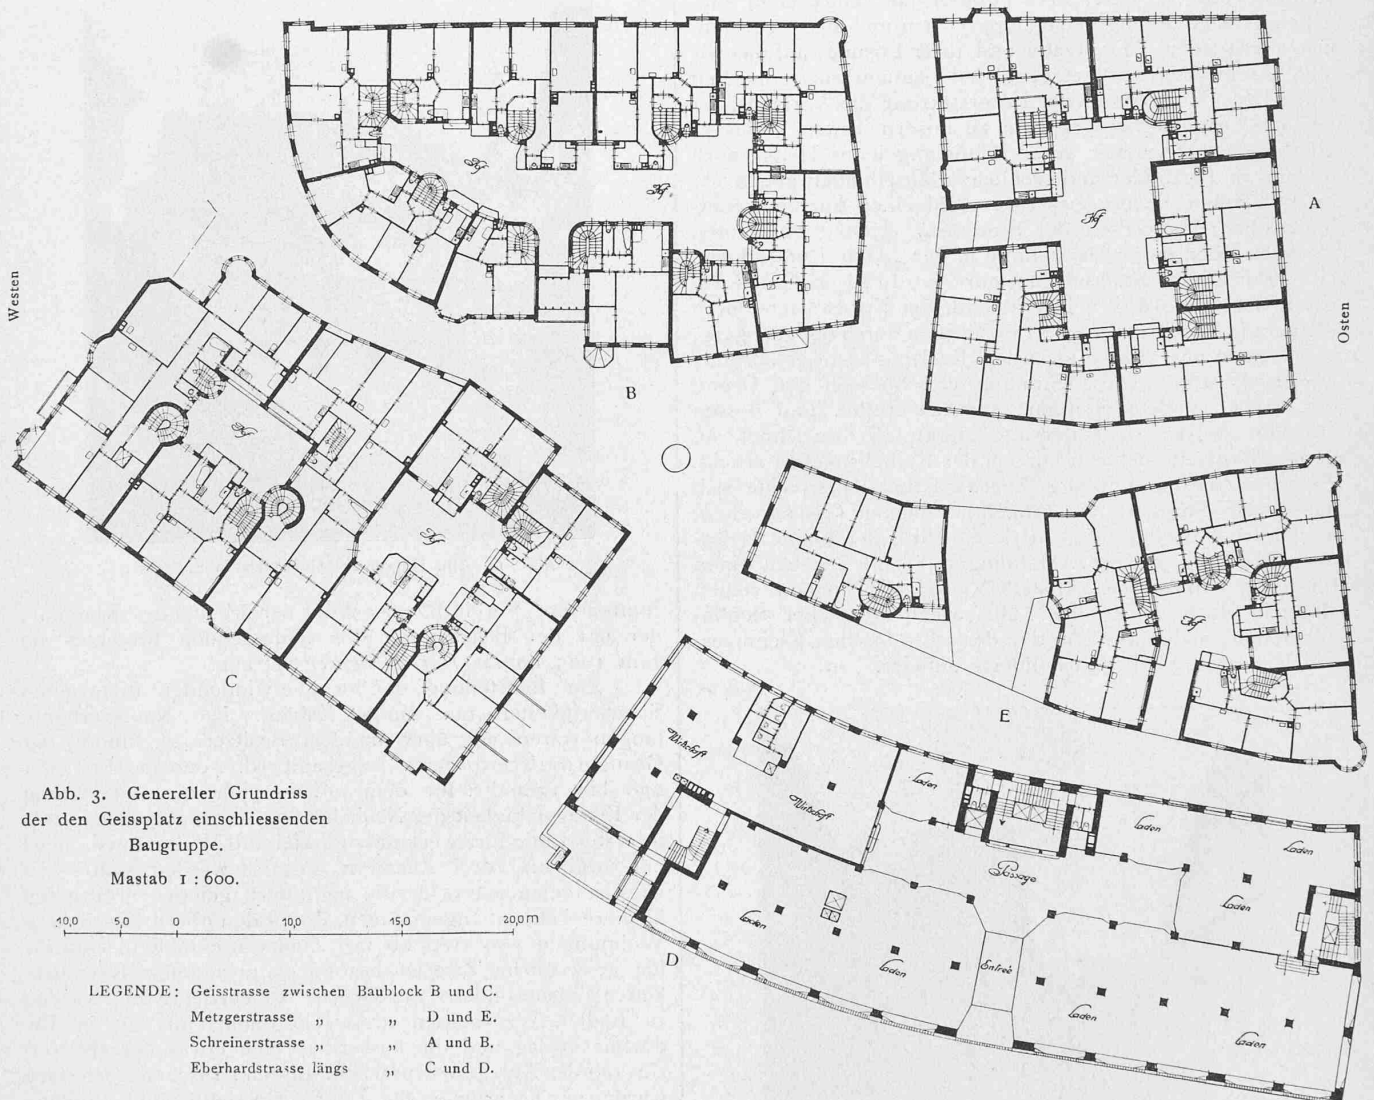 Hof
Hof
Hof
A
Westen
Osten
B
Hof
Hof
Hof
C
E
Wirtschaft
Wirtschaft
Laden
Laden
Laden
Passage
Laden
Laden
Laden
Entrée
Laden
Laden
D
Abb. 3. Genereller Grundriss
der den Geissplatz einschliessenden
Baugruppe.
Mastab 1 : 600.
10,0 5,0 0 10,0 15,0 20,0 m
LEGENDE: Geisstrasse zwischen Baublock B und C.
Metzgerstrasse „ „ D und E.
Schreinerstrasse „ „ A und B.
Eberhardstrasse längs „ C und D.